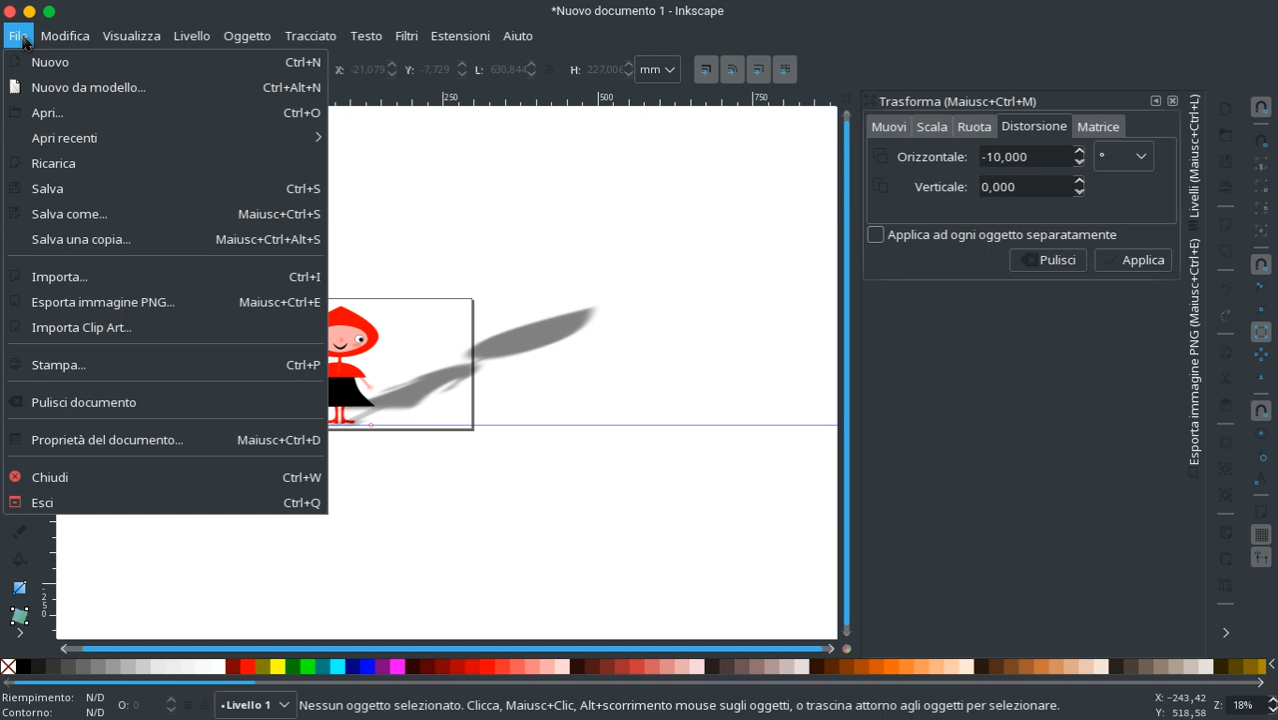 *Nuovo documento 1 - Inkscape
File Modifica Visualizza Livello Oggetto Tracciato Testo Filtri Estensioni Aiuto
X: -21,079 Y: -7,729 L: 630,844 H: 227,006 mm
Nuovo Ctrl+N
Nuovo da modello... Ctrl+Alt+N
Apri... Ctrl+O
Apri recenti
Ricarica
Salva Ctrl+S
Salva come... Maiusc+Ctrl+S
Salva una copia... Maiusc+Ctrl+Alt+S
Importa... Ctrl+I
Esporta immagine PNG... Maiusc+Ctrl+E
Importa Clip Art...
Stampa... Ctrl+P
Pulisci documento
Proprietà del documento... Maiusc+Ctrl+D
Chiudi Ctrl+W
Esci Ctrl+Q
250 500 750
250
Trasforma (Maiusc+Ctrl+M)
Muovi Scala Ruota Distorsione Matrice
Orizzontale: -10,000 °
Verticale: 0,000
Applica ad ogni oggetto separatamente
Pulisci Applica
Livelli (Maiusc+Ctrl+L)
Esporta immagine PNG (Maiusc+Ctrl+E)
Riempimento: N/D
Contorno: N/D
O: 0
•Livello 1
Nessun oggetto selezionato. Clicca, Maiusc+Clic, Alt+scorrimento mouse sugli oggetti, o trascina attorno agli oggetti per selezionare.
X: -243,42
Y: 518,58
Z: 18%